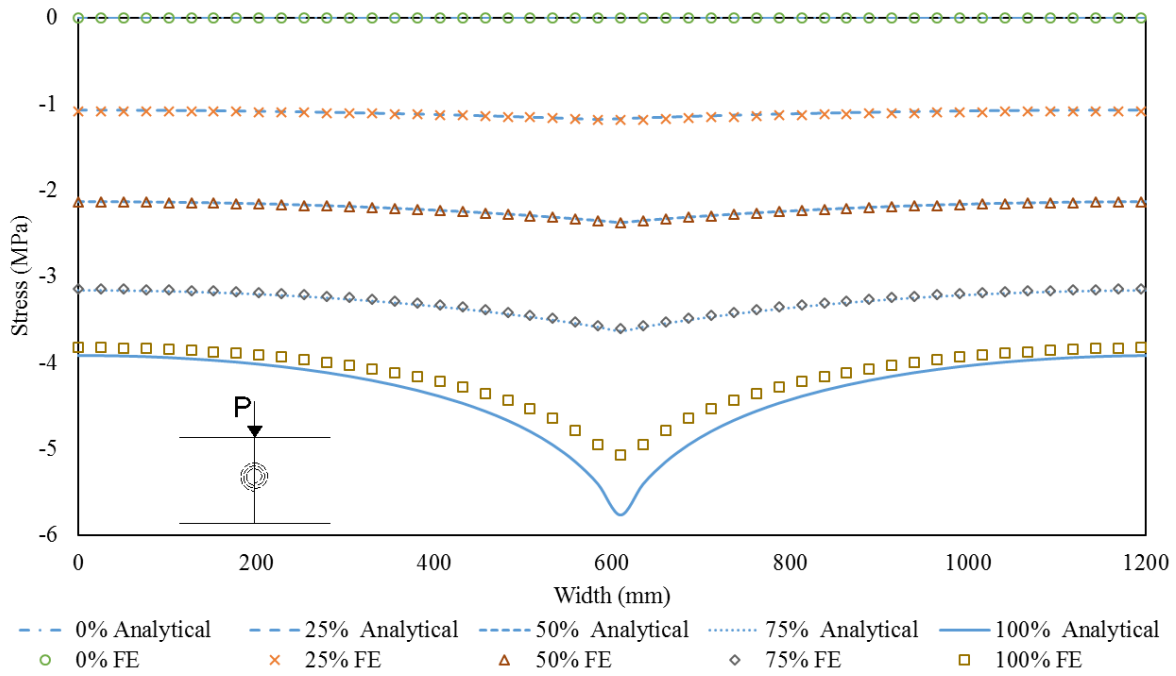 0
-1
-2
-3
-4
-5
-6
Stress (MPa)
P
0 200 400 600 800 1000 1200
Width (mm)
0% Analytical 25% Analytical 50% Analytical 75% Analytical 100% Analytical
0% FE 25% FE 50% FE 75% FE 100% FE